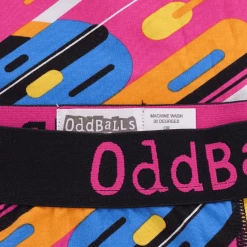 ODDBALLS
MACHINE WASH
30 DEGREES
OddBa